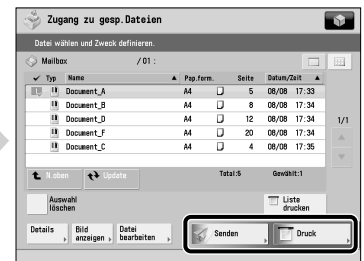 Zugang zu gesp.Dateien
Datei wählen und Zweck definieren.
Mailbox /01 :
Typ Name Pap.form. Seite Datum/Zeit
Document_A A4 5 08/08 17:33
Document_B A4 8 08/08 17:34
Document_D A4 12 08/08 17:34
Document_F A4 20 08/08 17:34
Document_C A4 4 08/08 17:35
1/1
N.oben Update Total:5 Gewählt:1
Auswahl löschen
Liste drucken
Details Bild anzeigen Datei bearbeiten Senden Druck